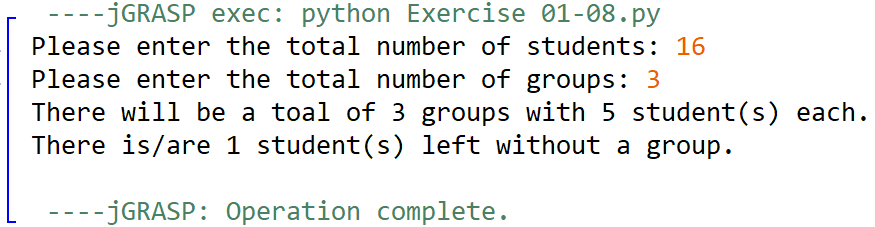 ----jGRASP exec: python Exercise 01-08.py
Please enter the total number of students: 16
Please enter the total number of groups: 3
There will be a toal of 3 groups with 5 student(s) each.
There is/are 1 student(s) left without a group.
----jGRASP: Operation complete.